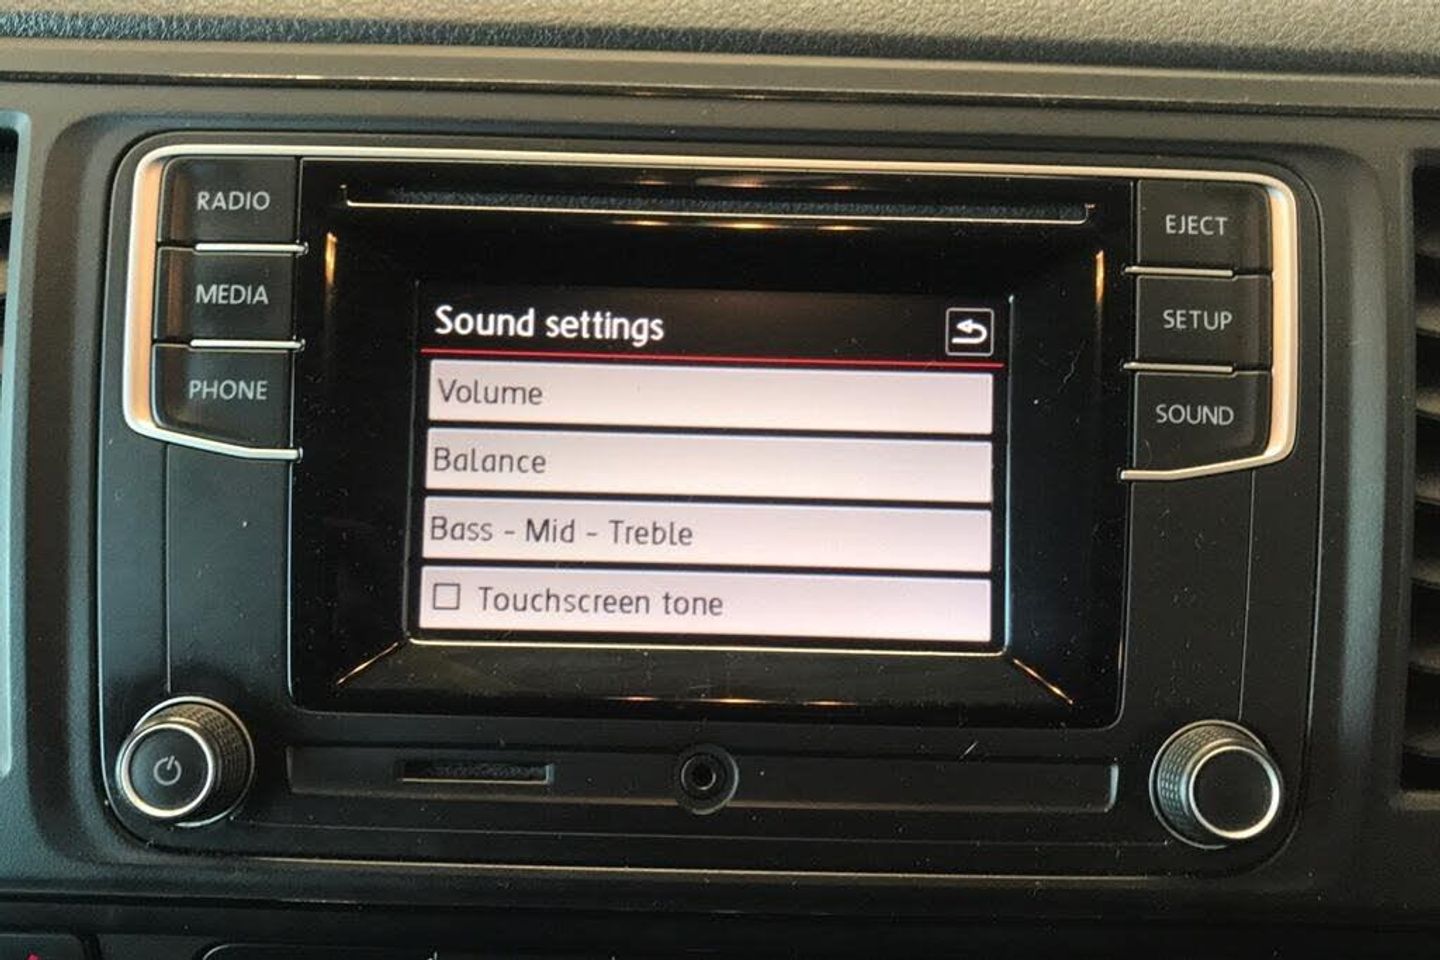 RADIO
MEDIA
PHONE
EJECT
SETUP
SOUND
Sound settings
Volume
Balance
Bass - Mid - Treble
Touchscreen tone